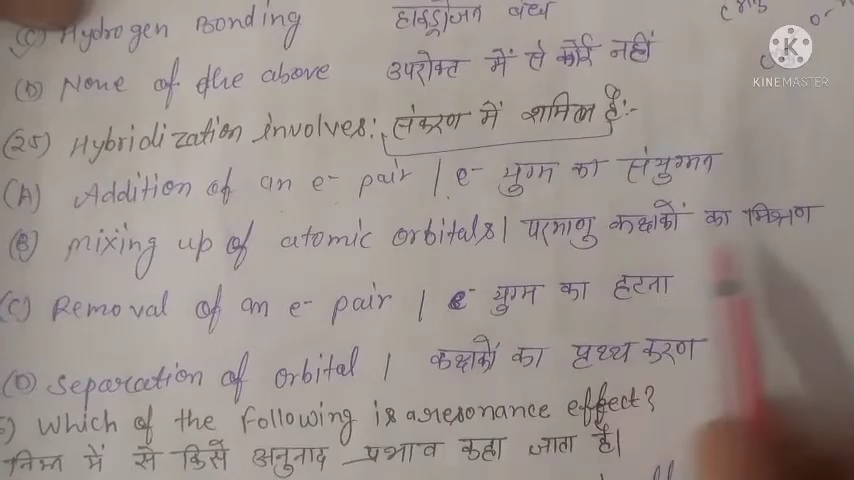 (C) Hydrogen Bonding हाइड्रोजन बंध
(D) None of the above उपरोक्त में से कोई नहीं
KINEMASTER
(25) Hybridization involves: संकरण में शामिल है:-
(A) Addition of an e- pair | e- युग्म का संयुग्मन
(B) mixing up of atomic orbitals | परमाणु कक्षकों का मिश्रण
(C) Removal of an e- pair | e- युग्म का हटना
(D) Separation of orbital | कक्षकों का पृथ्थकरण
) Which of the following is a resonance effect?
निम्न में से किसे अनुनाद प्रभाव कहा जाता है।